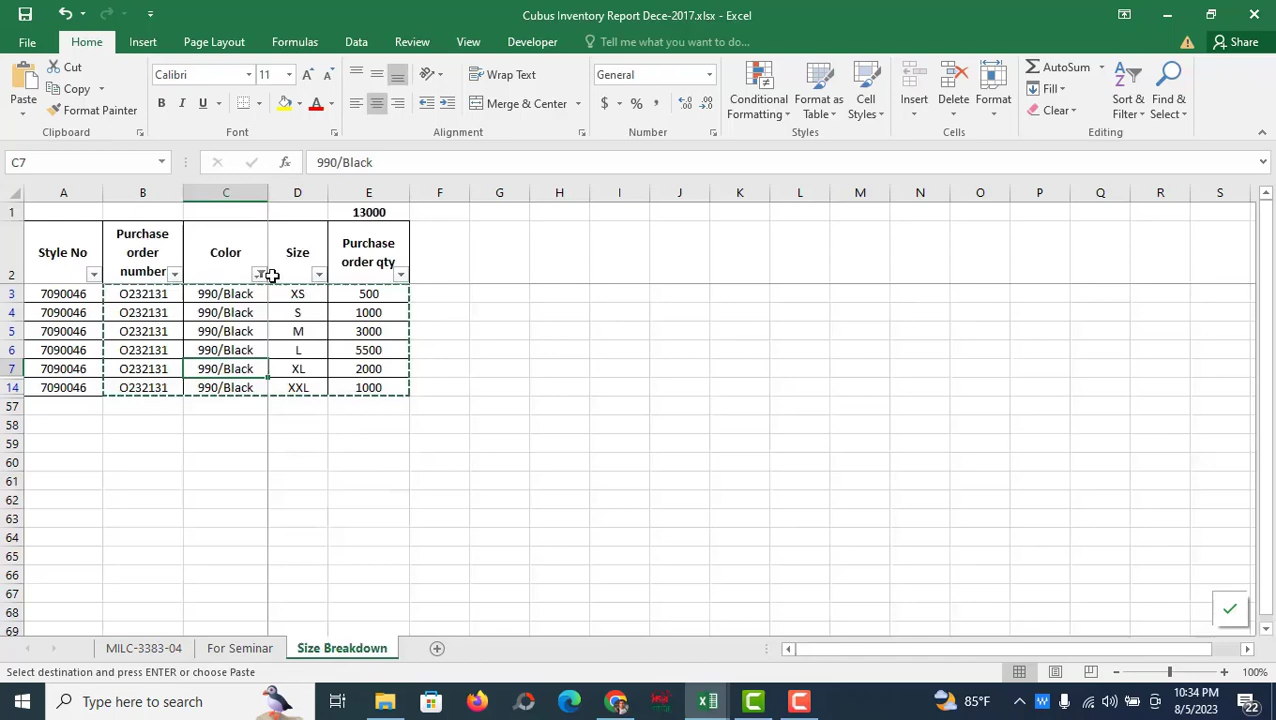 Cubus Inventory Report Dece-2017.xlsx - Excel
File Home Insert Page Layout Formulas Data Review View Developer Tell me what you want to do... Share
Paste Cut Copy Format Painter Clipboard
Calibri 11 A A B I U A Font
Wrap Text Merge & Center Alignment
General $ % , Number
Conditional Formatting Format as Table Cell Styles Styles
Insert Delete Format Cells
AutoSum Fill Clear Sort & Filter Find & Select Editing
C7 fx 990/Black
A B C D E F G H I J K L M N O P Q R S
1 13000
2 Style No Purchase order number Color Size Purchase order qty
3 7090046 O232131 990/Black XS 500
4 7090046 O232131 990/Black S 1000
5 7090046 O232131 990/Black M 3000
6 7090046 O232131 990/Black L 5500
7 7090046 O232131 990/Black XL 2000
14 7090046 O232131 990/Black XXL 1000
57
58
59
60
61
62
63
64
65
66
67
68
69
MILC-3383-04 For Seminar Size Breakdown
Select destination and press ENTER or choose Paste 100%
Type here to search 85°F 10:34 PM
8/5/2023 22